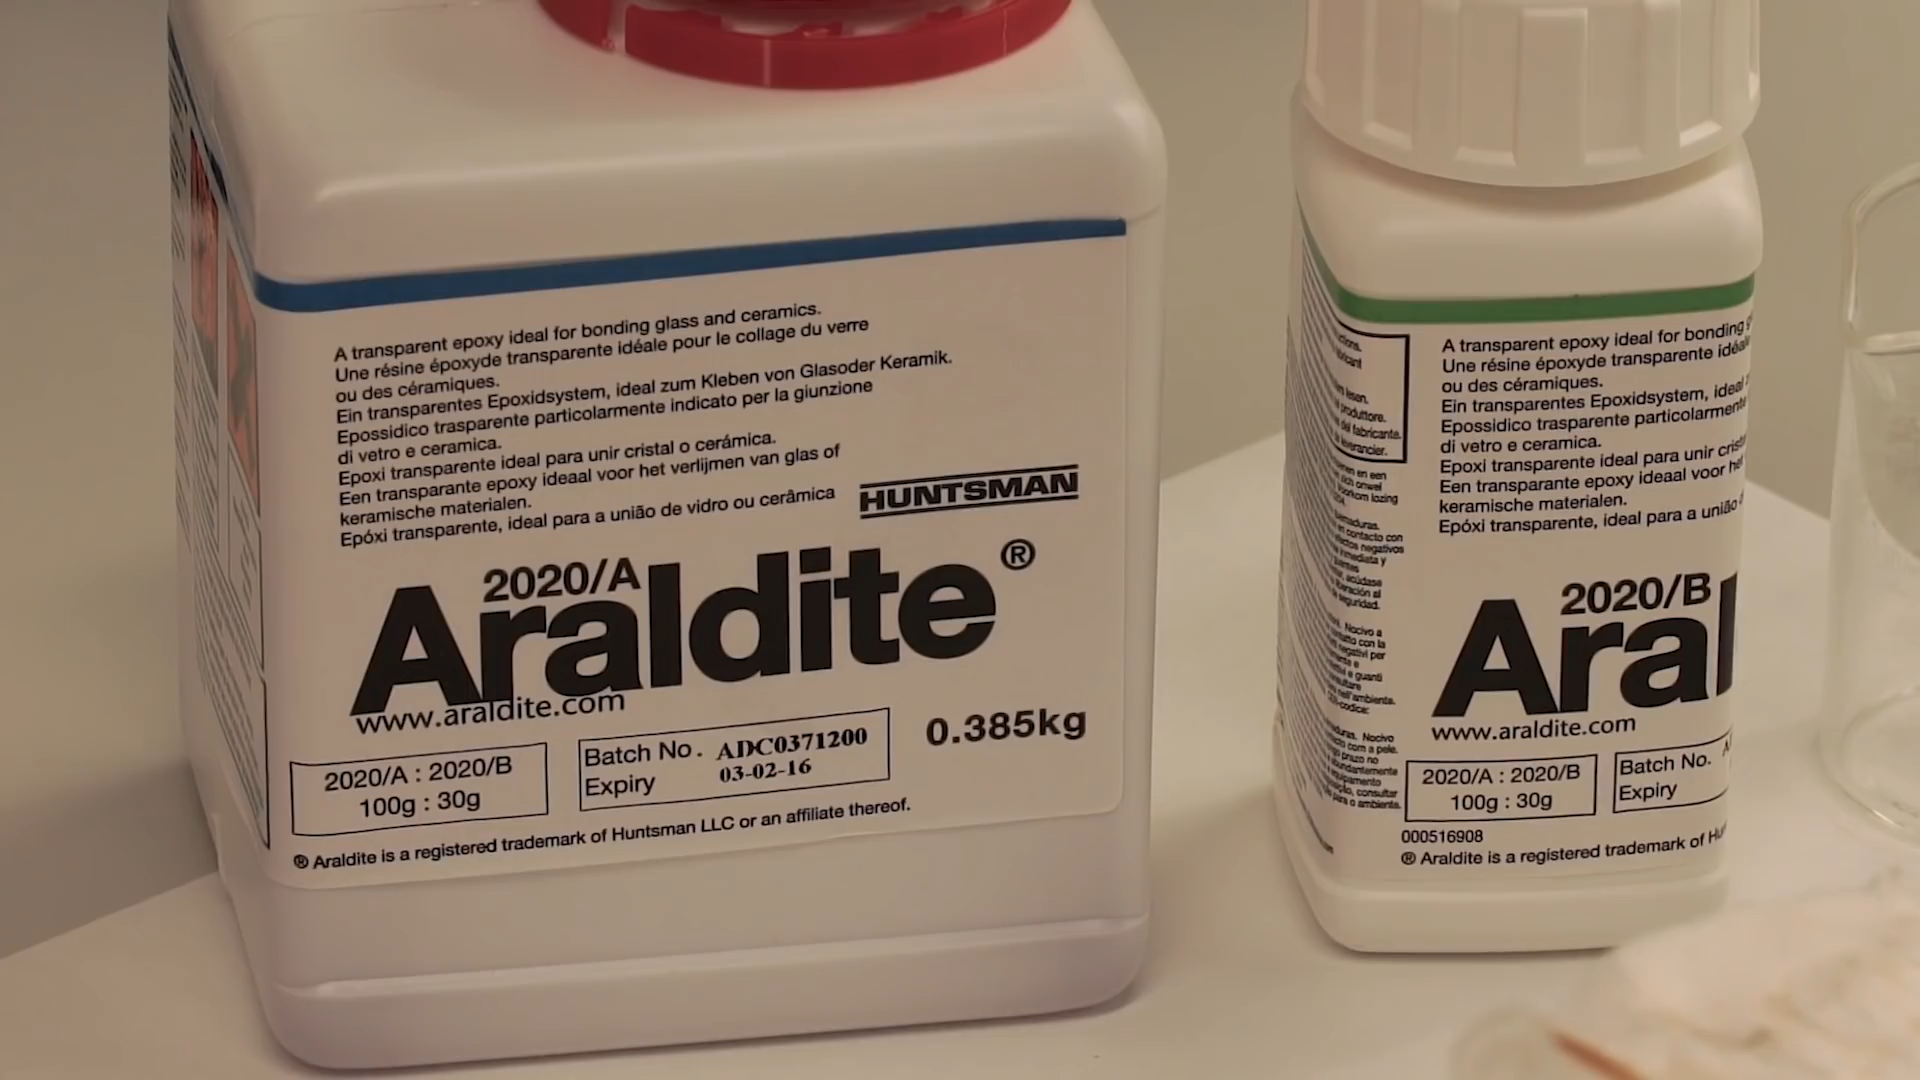 A transparent epoxy ideal for bonding glass and ceramics.
Une résine époxyde transparente idéale pour le collage du verre
ou des céramiques.
Ein transparentes Epoxidsystem, ideal zum Kleben von Glasoder Keramik.
Epossidico trasparente particolarmente indicato per la giunzione
di vetro e ceramica.
Epoxi transparente ideal para unir cristal o cerámica.
Een transparante epoxy ideaal voor het verlijmen van glas of
keramische materialen.
Epóxi transparente, ideal para a união de vidro ou cerâmica
HUNTSMAN
2020/A
Araldite®
www.araldite.com
2020/A : 2020/B
100g : 30g
Batch No. ADC0371200
Expiry 03-02-16
0.385kg
® Araldite is a registered trademark of Huntsman LLC or an affiliate thereof.
A transparent epoxy ideal for bonding
Une résine époxyde transparente
ou des céramiques.
Ein transparentes Epoxidsystem,
Epossidico trasparente particolarmente
di vetro e ceramica.
Epoxi transparente ideal para unir
Een transparante epoxy ideaal voor
keramische materialen.
Epóxi transparente, ideal para a união
2020/B
Aral
www.araldite.com
2020/A : 2020/B
100g : 30g
Batch No.
Expiry
000516908
® Araldite is a registered trademark of